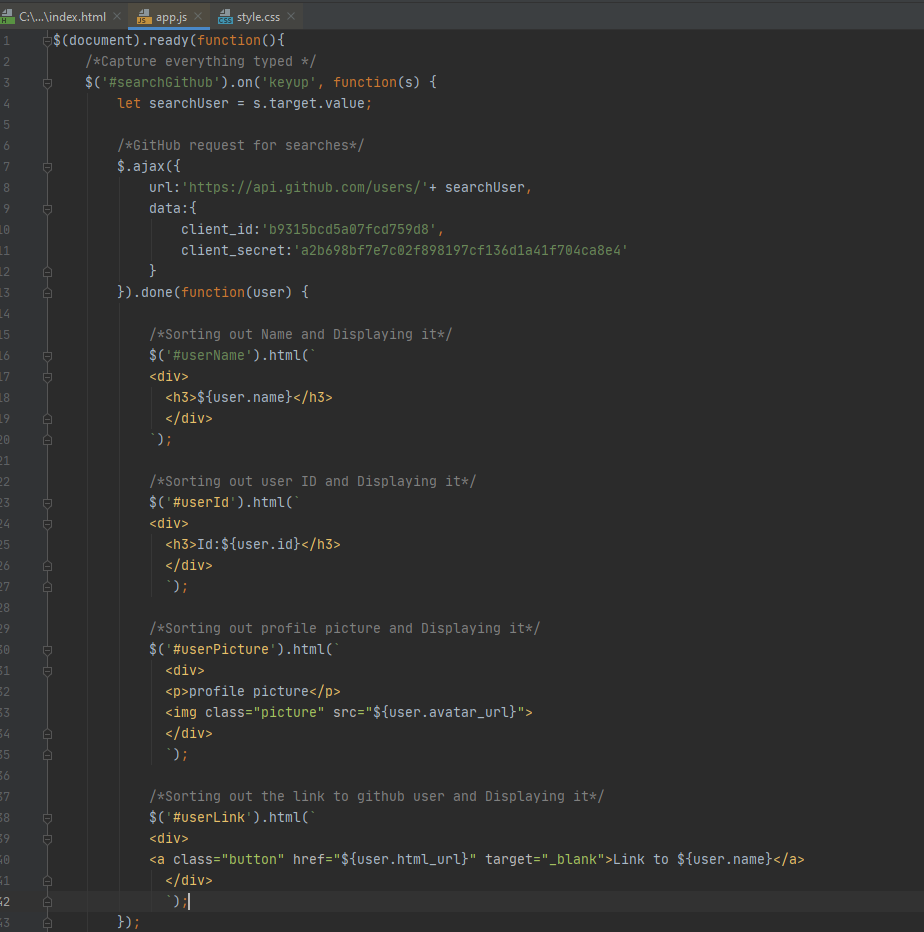 C:\...\index.html × app.js × style.css ×
1 $(document).ready(function(){
2 /*Capture everything typed */
3 $('#searchGithub').on('keyup', function(s) {
4 let searchUser = s.target.value;
5
6 /*GitHub request for searches*/
7 $.ajax({
8 url:'https://api.github.com/users/'+ searchUser,
9 data:{
10 client_id:'b9315bcd5a07fcd759d8',
11 client_secret:'a2b698bf7e7c02f898197cf136d1a41f704ca8e4'
12 }
13 }).done(function(user) {
14
15 /*Sorting out Name and Displaying it*/
16 $('#userName').html(`
17 <div>
18 <h3>${user.name}</h3>
19 </div>
20 `);
21
22 /*Sorting out user ID and Displaying it*/
23 $('#userId').html(`
24 <div>
25 <h3>Id:${user.id}</h3>
26 </div>
27 `);
28
29 /*Sorting out profile picture and Displaying it*/
30 $('#userPicture').html(`
31 <div>
32 <p>profile picture</p>
33 <img class="picture" src="${user.avatar_url}">
34 </div>
35 `);
36
37 /*Sorting out the link to github user and Displaying it*/
38 $('#userLink').html(`
39 <div>
40 <a class="button" href="${user.html_url}" target="_blank">Link to ${user.name}</a>
41 </div>
42 `);
43 });